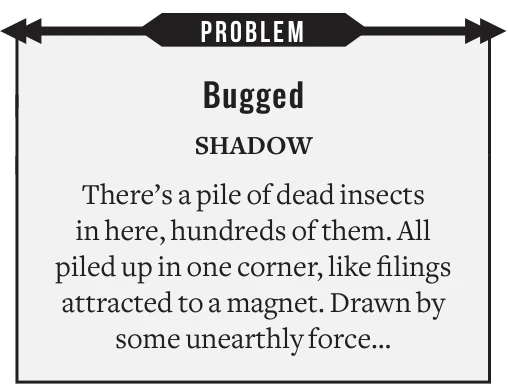 PROBLEM
Bugged
SHADOW
There’s a pile of dead insects
in here, hundreds of them. All
piled up in one corner, like filings
attracted to a magnet. Drawn by
some unearthly force...